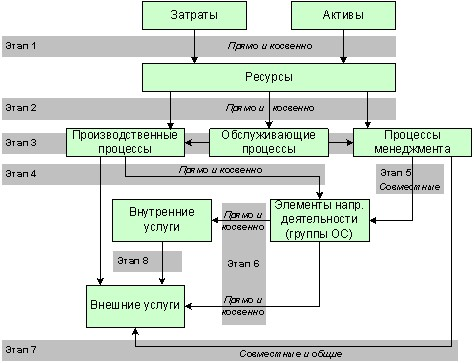 Затраты
Активы
Этап 1
Прямо и косвенно
Ресурсы
Этап 2
Прямо и косвенно
Этап 3
Производственные
процессы
Обслуживающие
процессы
Процессы
менеджмента
Этап 4
Прямо и косвенно
Этап 5
Совместные
Внутренние
услуги
Прямо и
косвенно
Элементы напр.
деятельности
(группы ОС)
Этап 8
Этап 6
Внешние услуги
Прямо и
косвенно
Этап 7
Совместные и общие